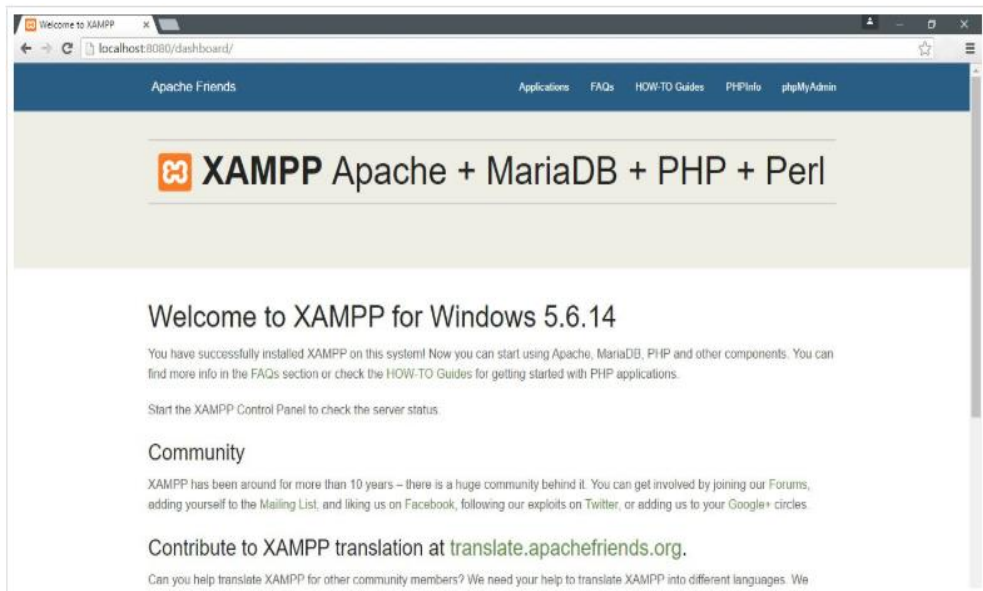 Welcome to XAMPP
localhost:8080/dashboard/
Apache Friends
Applications FAQs HOW-TO Guides PHPInfo phpMyAdmin
XAMPP Apache + MariaDB + PHP + Perl
Welcome to XAMPP for Windows 5.6.14
You have successfully installed XAMPP on this system! Now you can start using Apache, MariaDB, PHP and other components. You can
find more info in the FAQs section or check the HOW-TO Guides for getting started with PHP applications.
Start the XAMPP Control Panel to check the server status.
Community
XAMPP has been around for more than 10 years – there is a huge community behind it. You can get involved by joining our Forums,
adding yourself to the Mailing List, and liking us on Facebook, following our exploits on Twitter, or adding us to your Google+ circles.
Contribute to XAMPP translation at translate.apachefriends.org.
Can you help translate XAMPP for other community members? We need your help to translate XAMPP into different languages. We